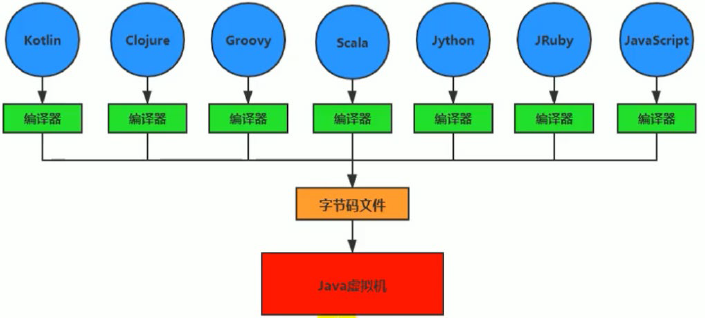 Kotlin
Clojure
Groovy
Scala
Jython
JRuby
JavaScript
编译器
编译器
编译器
编译器
编译器
编译器
编译器
字节码文件
Java虚拟机